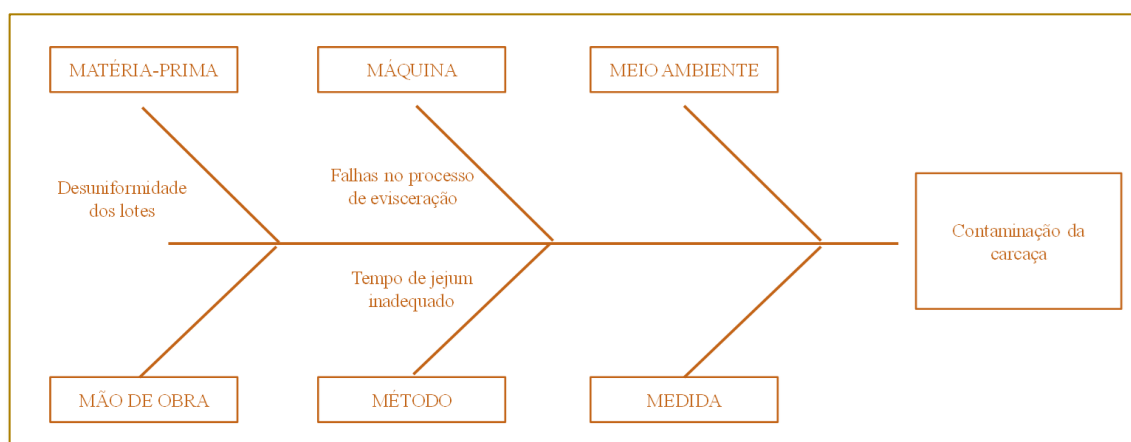 MATÉRIA-PRIMA
MÁQUINA
MEIO AMBIENTE
Desuniformidade
dos lotes
Falhas no processo
de evisceração
Contaminação da
carcaça
Tempo de jejum
inadequado
MÃO DE OBRA
MÉTODO
MEDIDA